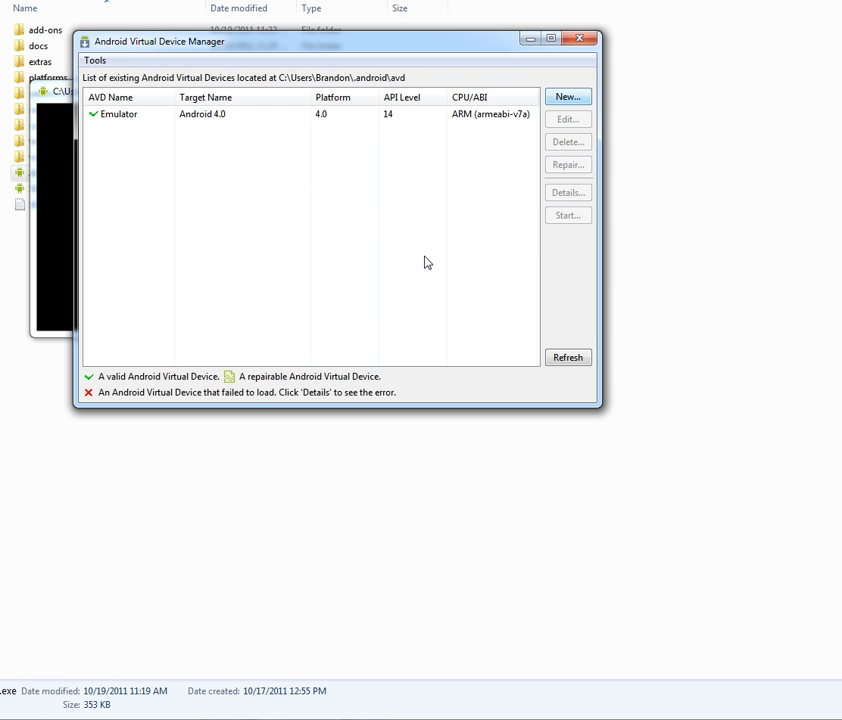 Name Date modified Type Size
add-ons
docs
extras
platforms
C:\Us
Android Virtual Device Manager
Tools
List of existing Android Virtual Devices located at C:\Users\Brandon\.android\avd
AVD Name Target Name Platform API Level CPU/ABI
Emulator Android 4.0 4.0 14 ARM (armeabi-v7a)
New...
Edit...
Delete...
Repair...
Details...
Start...
Refresh
A valid Android Virtual Device. A repairable Android Virtual Device.
An Android Virtual Device that failed to load. Click 'Details' to see the error.
.exe Date modified: 10/19/2011 11:19 AM Date created: 10/17/2011 12:55 PM
Size: 353 KB